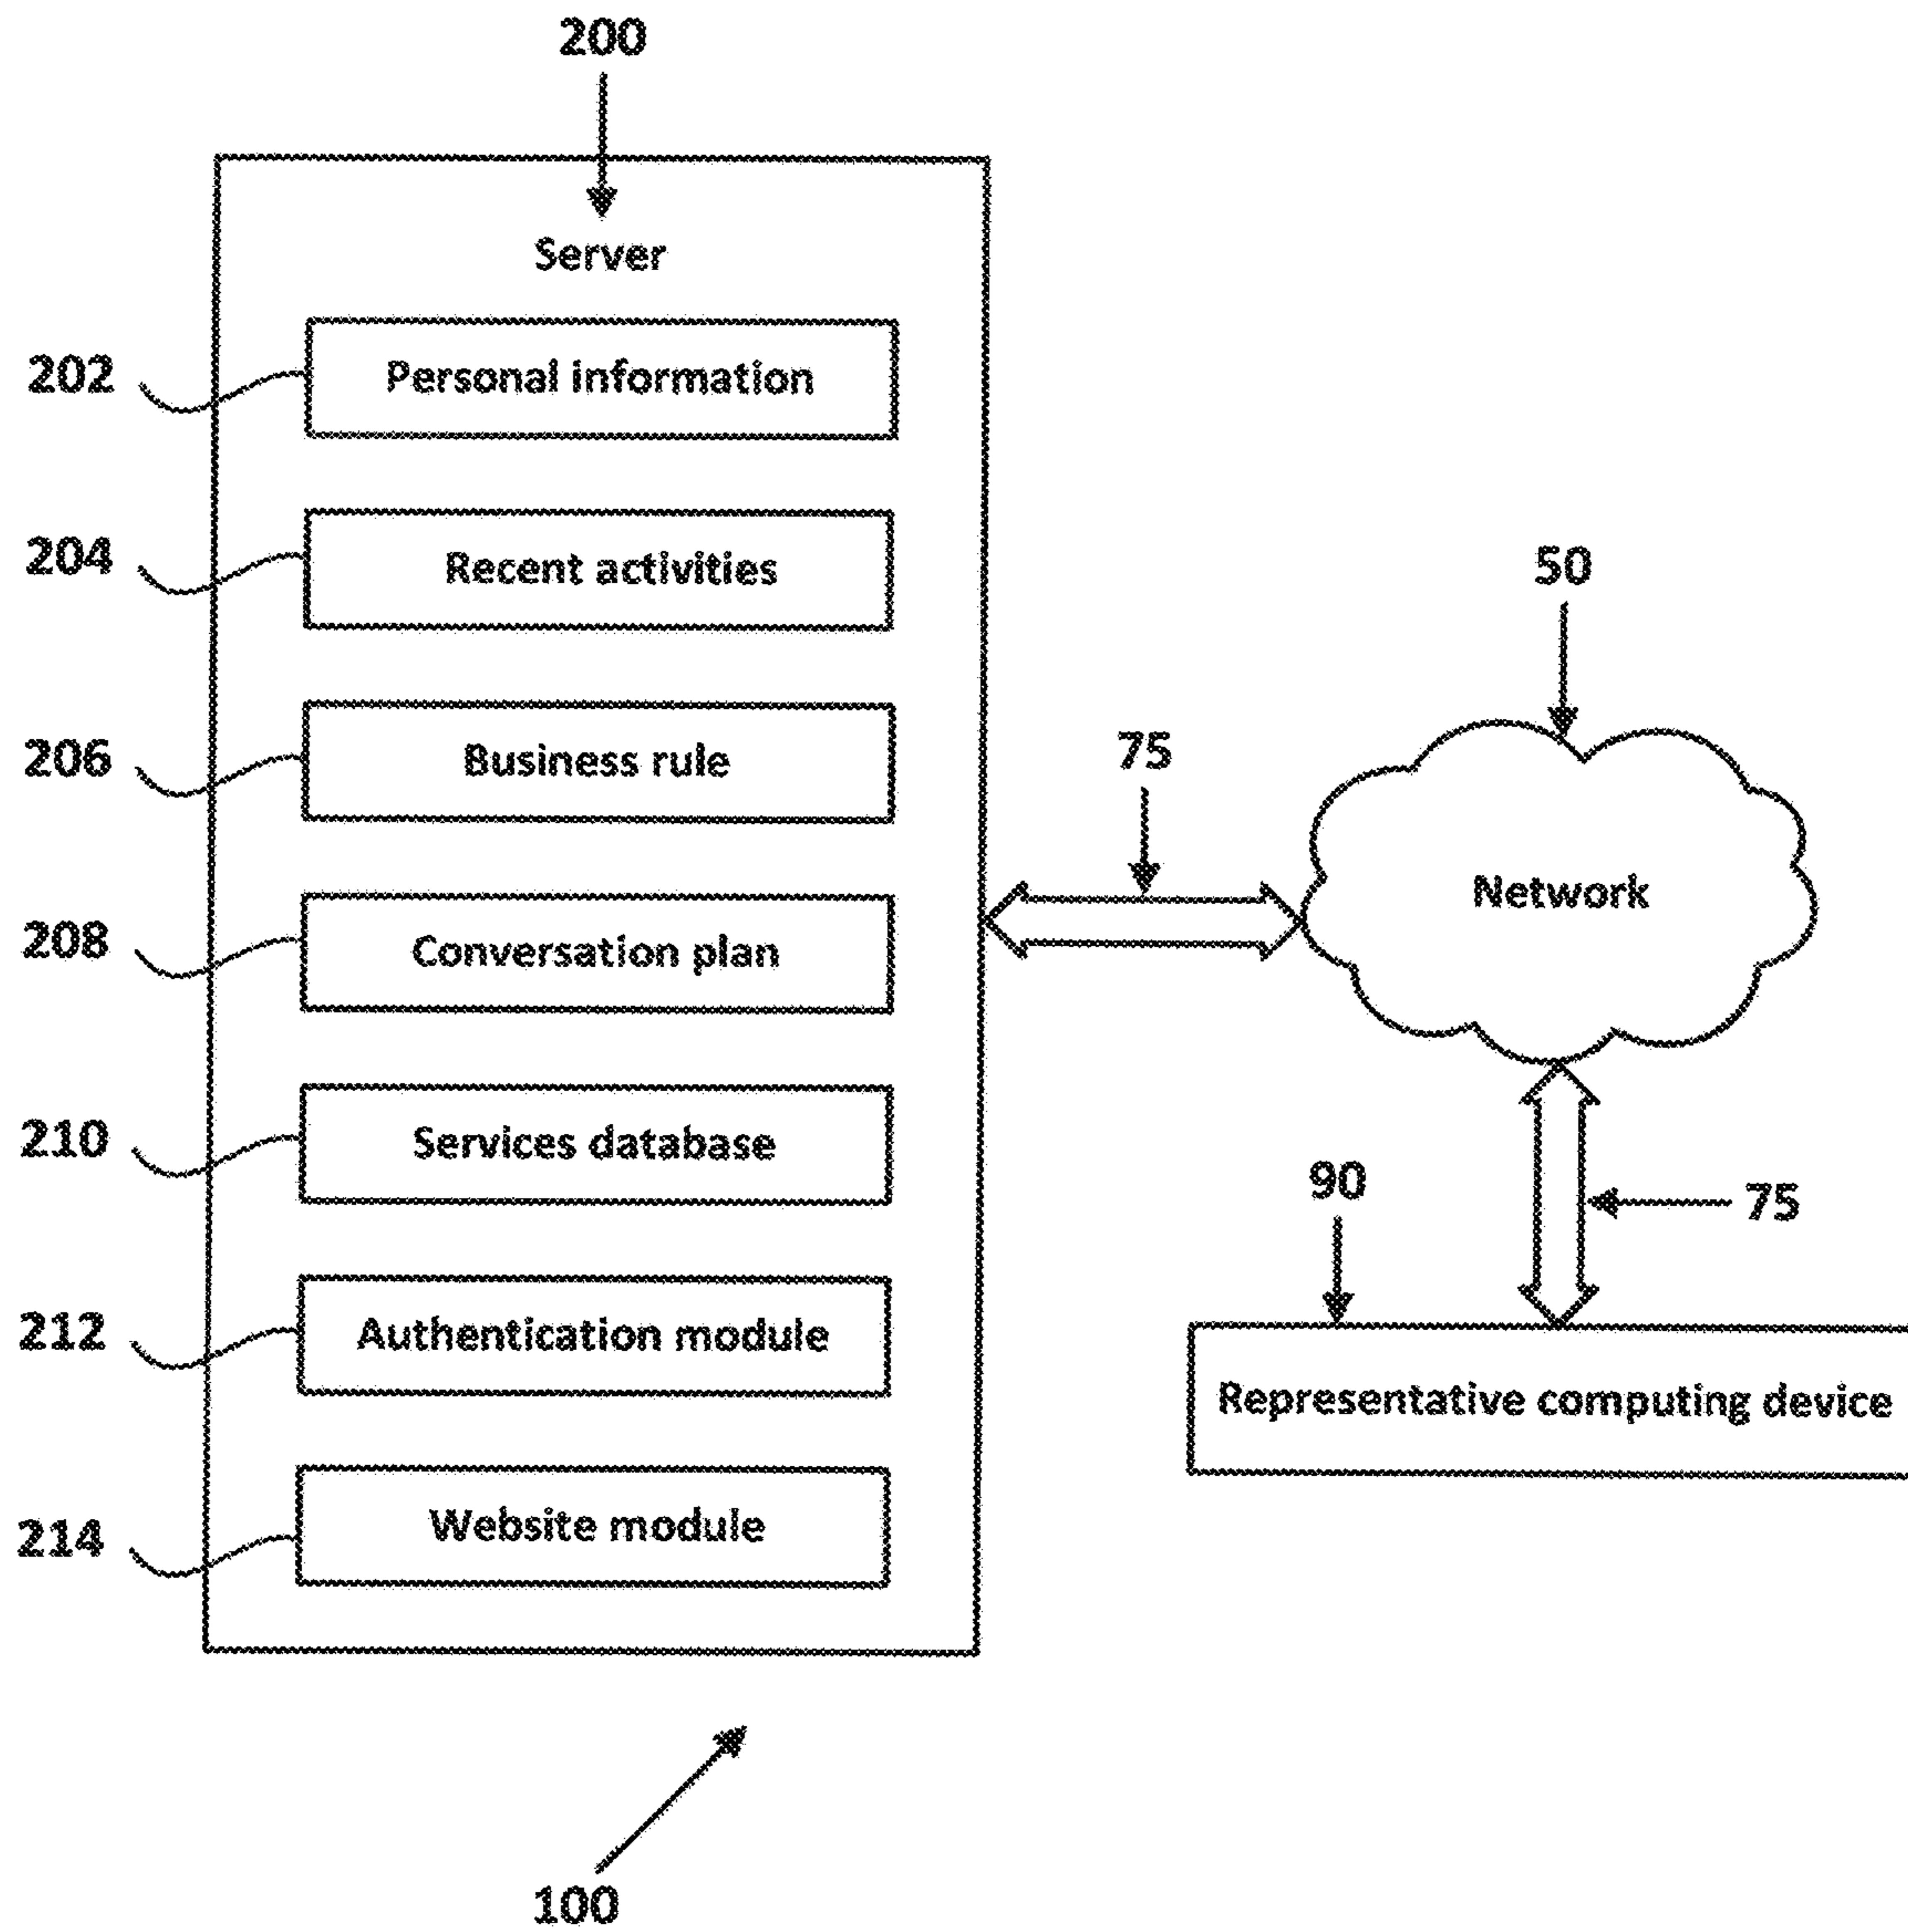 200
Server
202
Personal information
204
Recent activities
206
Business rule
208
Conversation plan
210
Services database
212
Authentication module
214
Website module
100
50
75
Network
90
75
Representative computing device